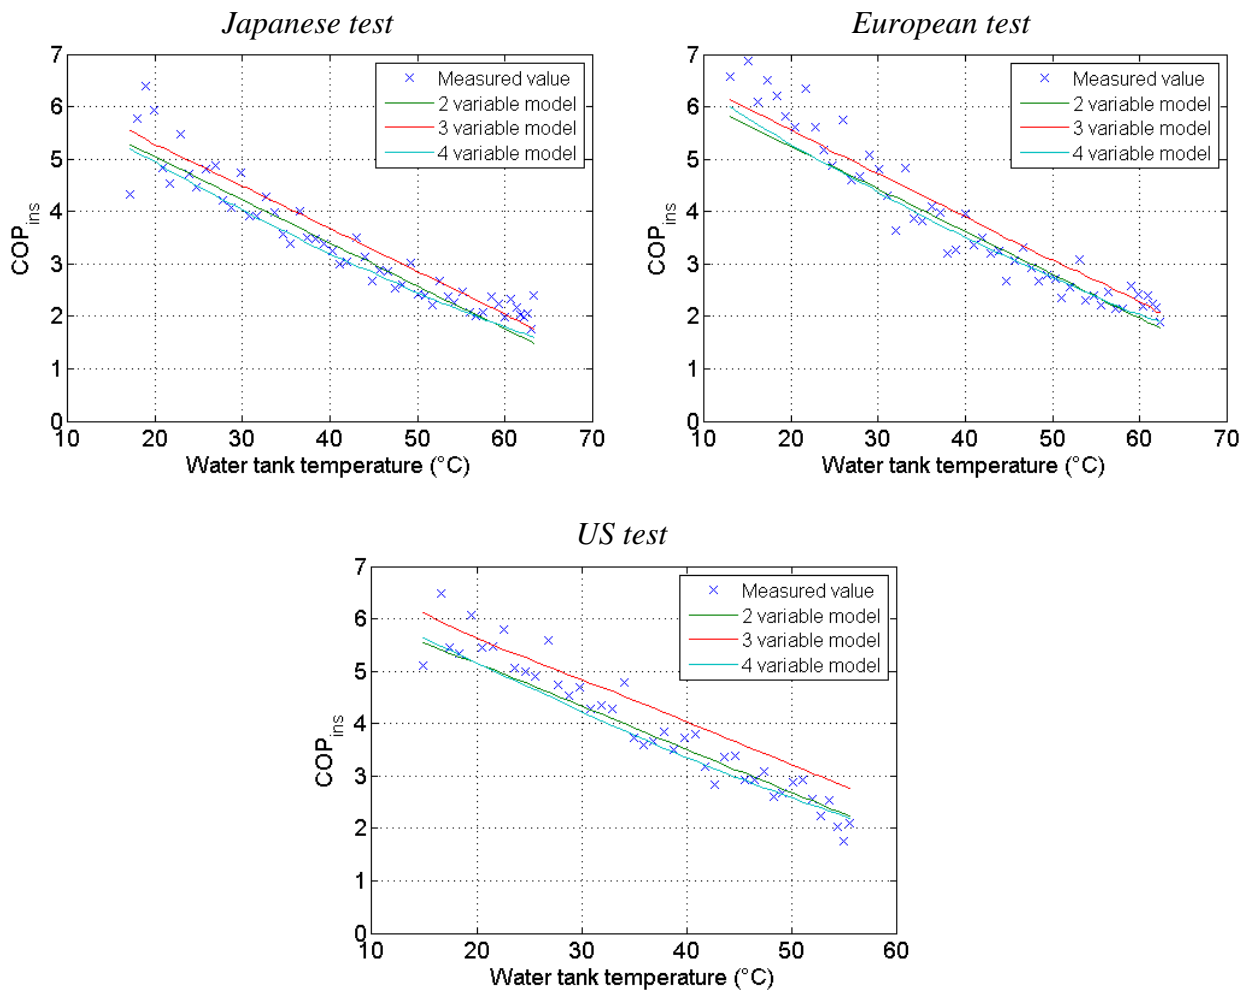 Japanese test
European test
7
6
5
4
3
2
1
0
COP_ins
10 20 30 40 50 60 70
Water tank temperature (°C)
Measured value
2 variable model
3 variable model
4 variable model
7
6
5
4
3
2
1
0
COP_ins
10 20 30 40 50 60 70
Water tank temperature (°C)
Measured value
2 variable model
3 variable model
4 variable model
US test
7
6
5
4
3
2
1
0
COP_ins
10 20 30 40 50 60
Water tank temperature (°C)
Measured value
2 variable model
3 variable model
4 variable model